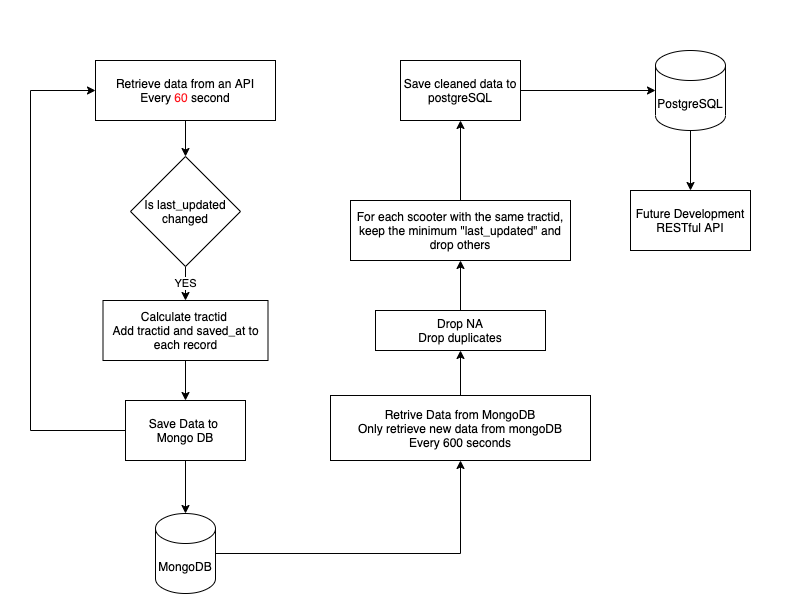 Retrieve data from an API
Every 60 second
Is last_updated
changed
YES
Calculate tractid
Add tractid and saved_at to
each record
Save Data to
Mongo DB
MongoDB
Retrive Data from MongoDB
Only retrieve new data from mongoDB
Every 600 seconds
Drop NA
Drop duplicates
For each scooter with the same tractid,
keep the minimum "last_updated" and
drop others
Save cleaned data to
postgreSQL
PostgreSQL
Future Development
RESTful API